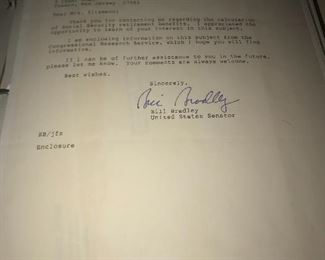 Dear Mrs.
Thank you for contacting me regarding the calculation
of Social Security retirement benefits. I appreciated the
opportunity to learn of your interest in this subject.
I am enclosing information on this subject from the
Congressional Research Service, which I hope you will find
informative.
If I can be of further assistance to you in the future,
please let me know. Your comments are always welcome.
Best wishes.
Sincerely,
Bill Bradley
Bill Bradley
United States Senator
BB/jfz
Enclosure